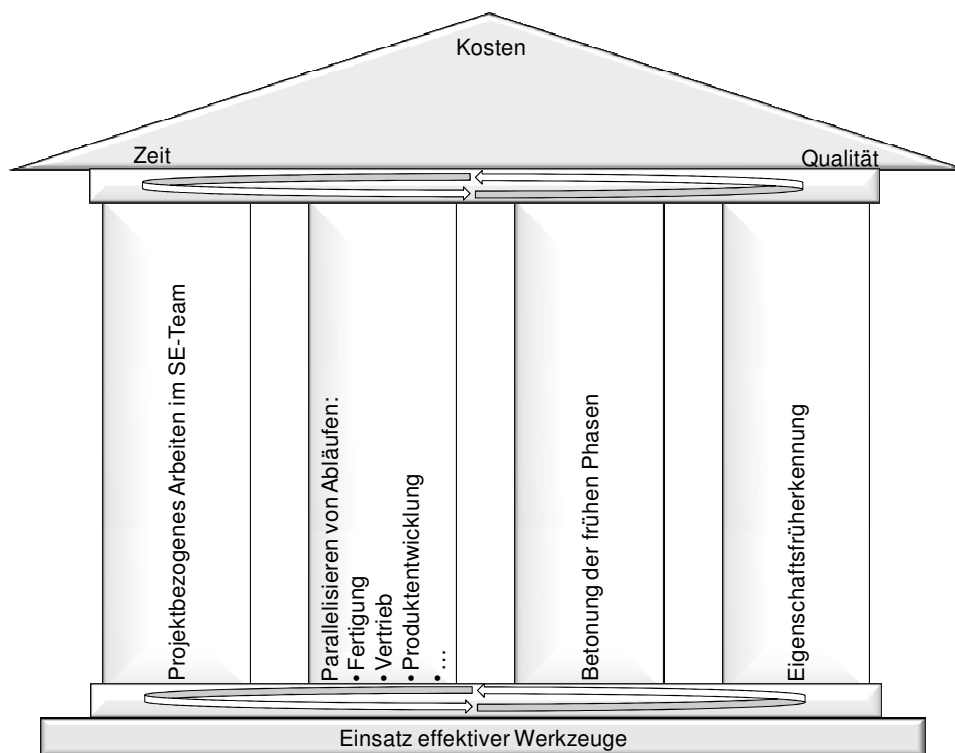 Kosten
Zeit
Qualität
Projektbezogenes Arbeiten im SE-Team
Parallelisieren von Abläufen:
• Fertigung
• Vertrieb
• Produktentwicklung
• ...
Betonung der frühen Phasen
Eigenschaftsfrüherkennung
Einsatz effektiver Werkzeuge